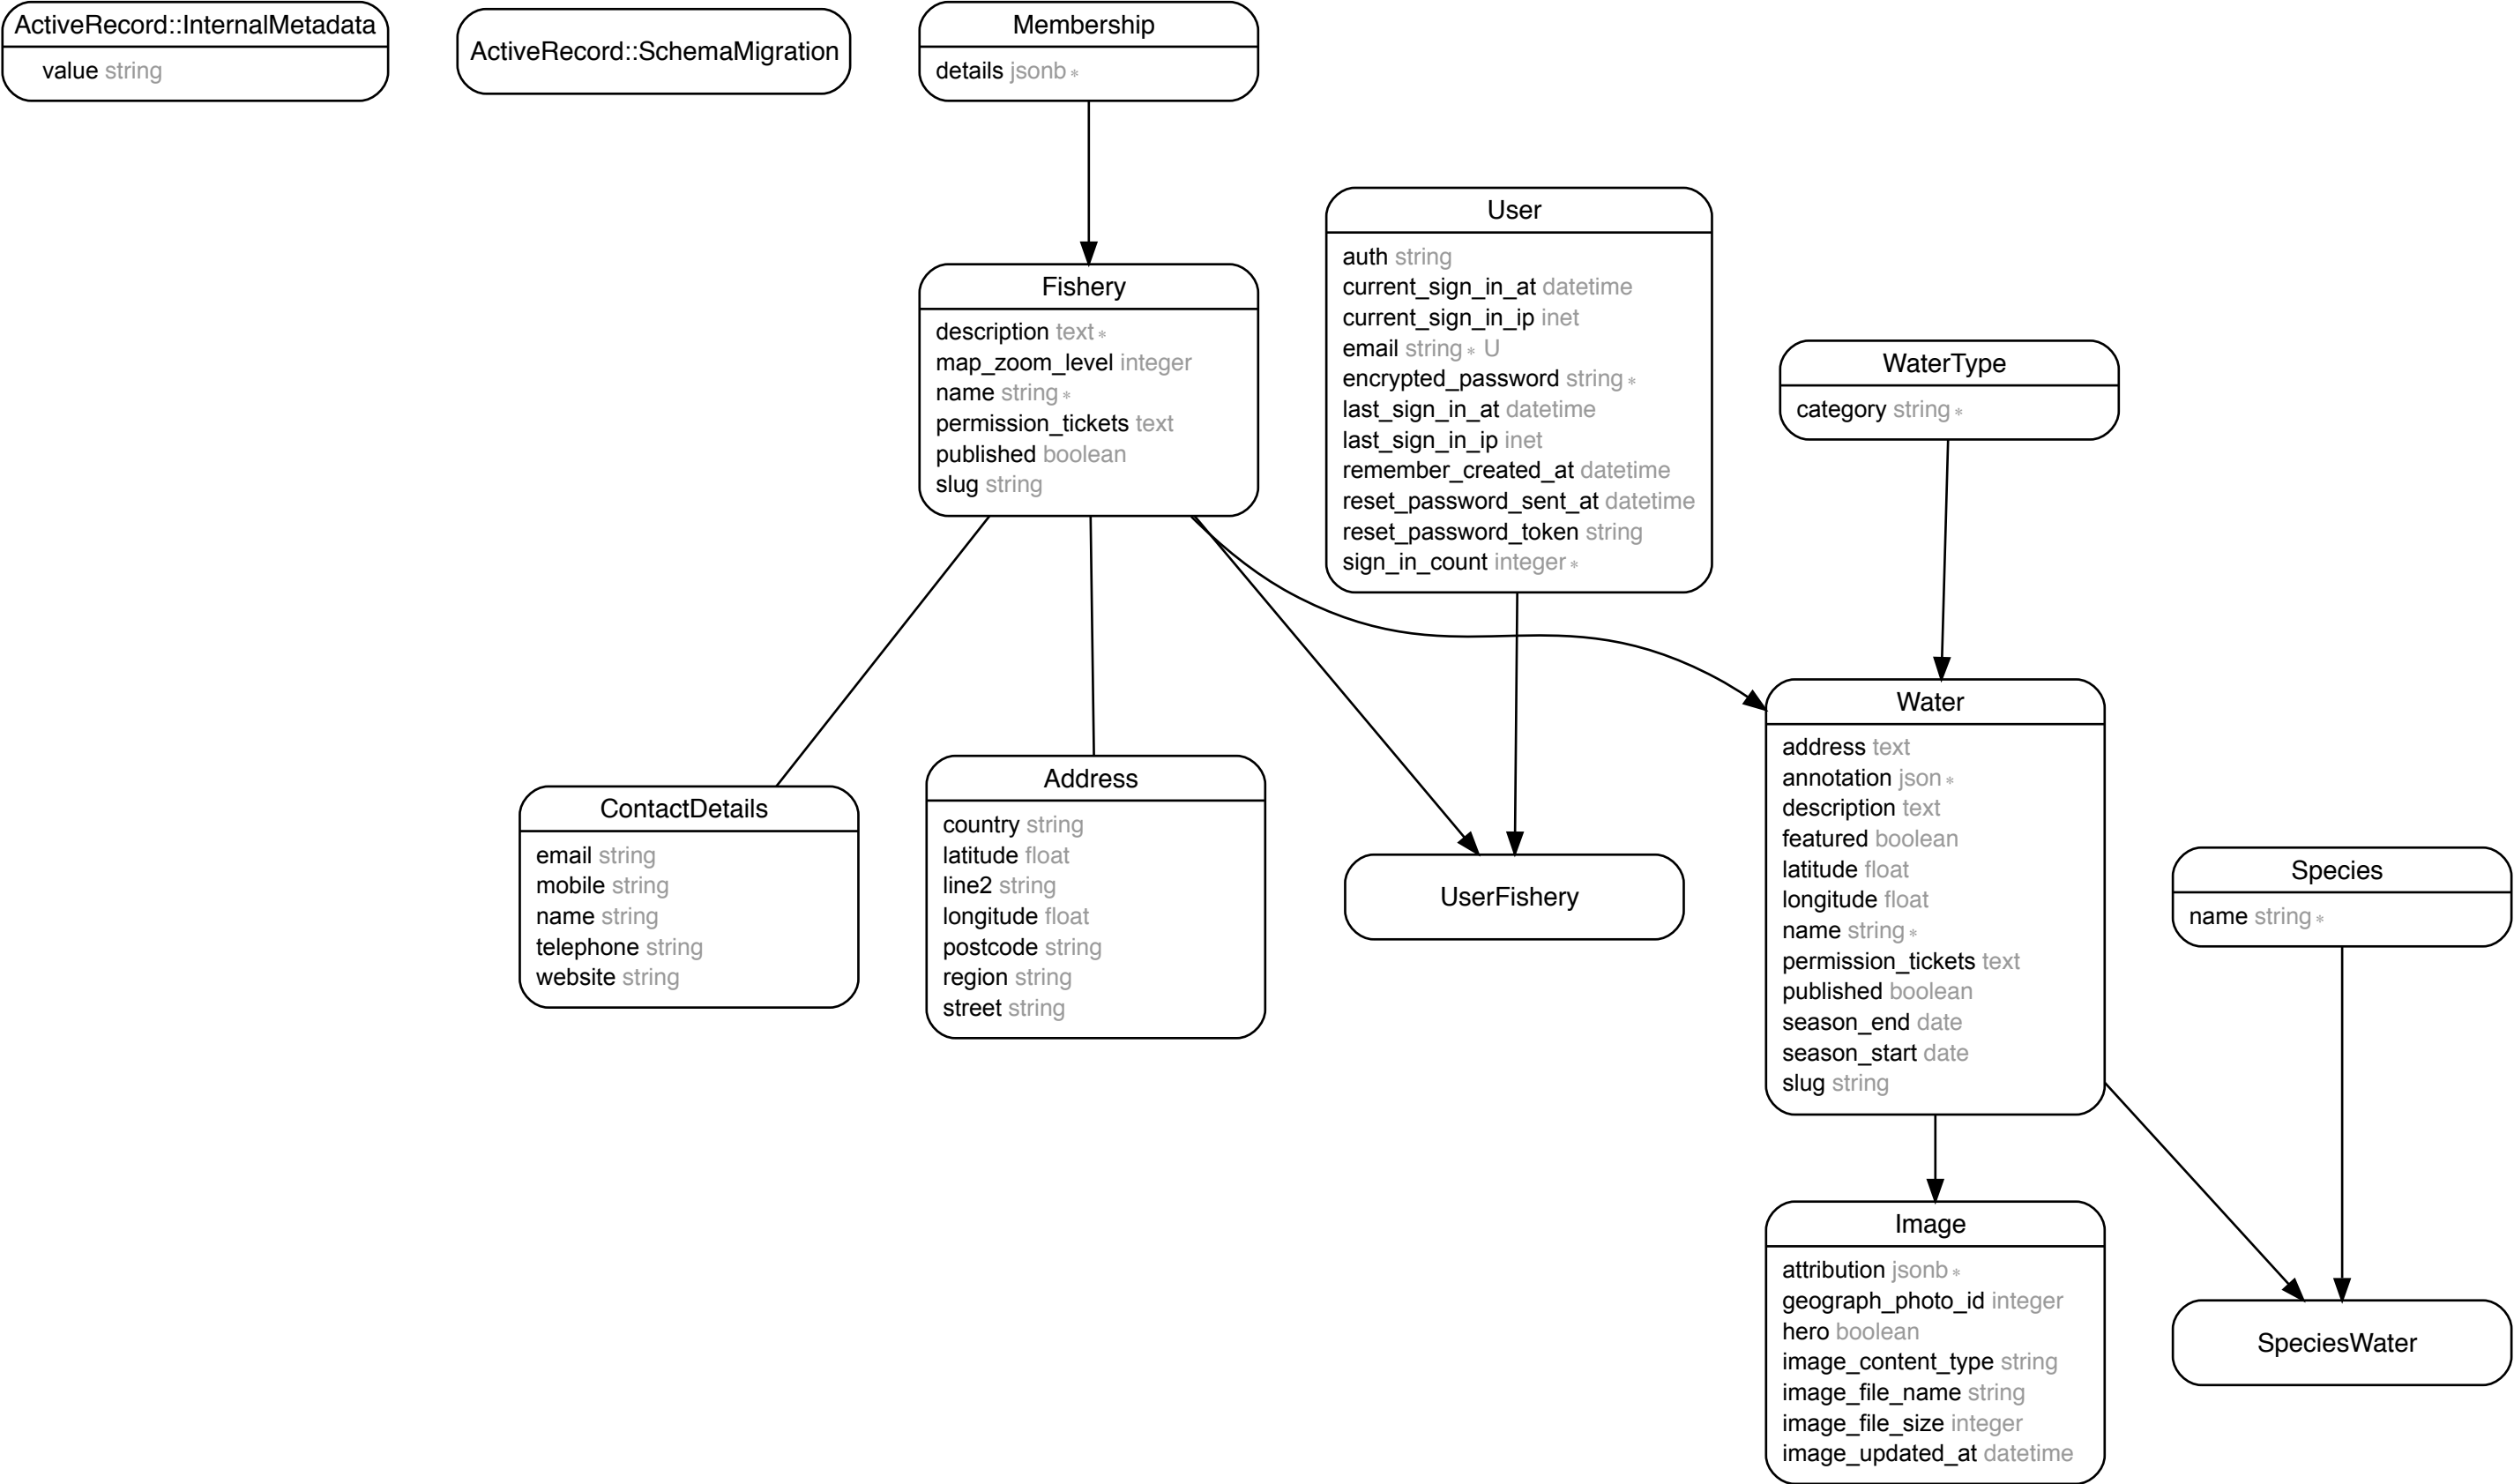 ActiveRecord::InternalMetadata
value string
ActiveRecord::SchemaMigration
Membership
details jsonb *
Fishery
description text *
map_zoom_level integer
name string *
permission_tickets text
published boolean
slug string
User
auth string
current_sign_in_at datetime
current_sign_in_ip inet
email string * U
encrypted_password string *
last_sign_in_at datetime
last_sign_in_ip inet
remember_created_at datetime
reset_password_sent_at datetime
reset_password_token string
sign_in_count integer *
WaterType
category string *
ContactDetails
email string
mobile string
name string
telephone string
website string
Address
country string
latitude float
line2 string
longitude float
postcode string
region string
street string
UserFishery
Water
address text
annotation json *
description text
featured boolean
latitude float
longitude float
name string *
permission_tickets text
published boolean
season_end date
season_start date
slug string
Species
name string *
Image
attribution jsonb *
geograph_photo_id integer
hero boolean
image_content_type string
image_file_name string
image_file_size integer
image_updated_at datetime
SpeciesWater